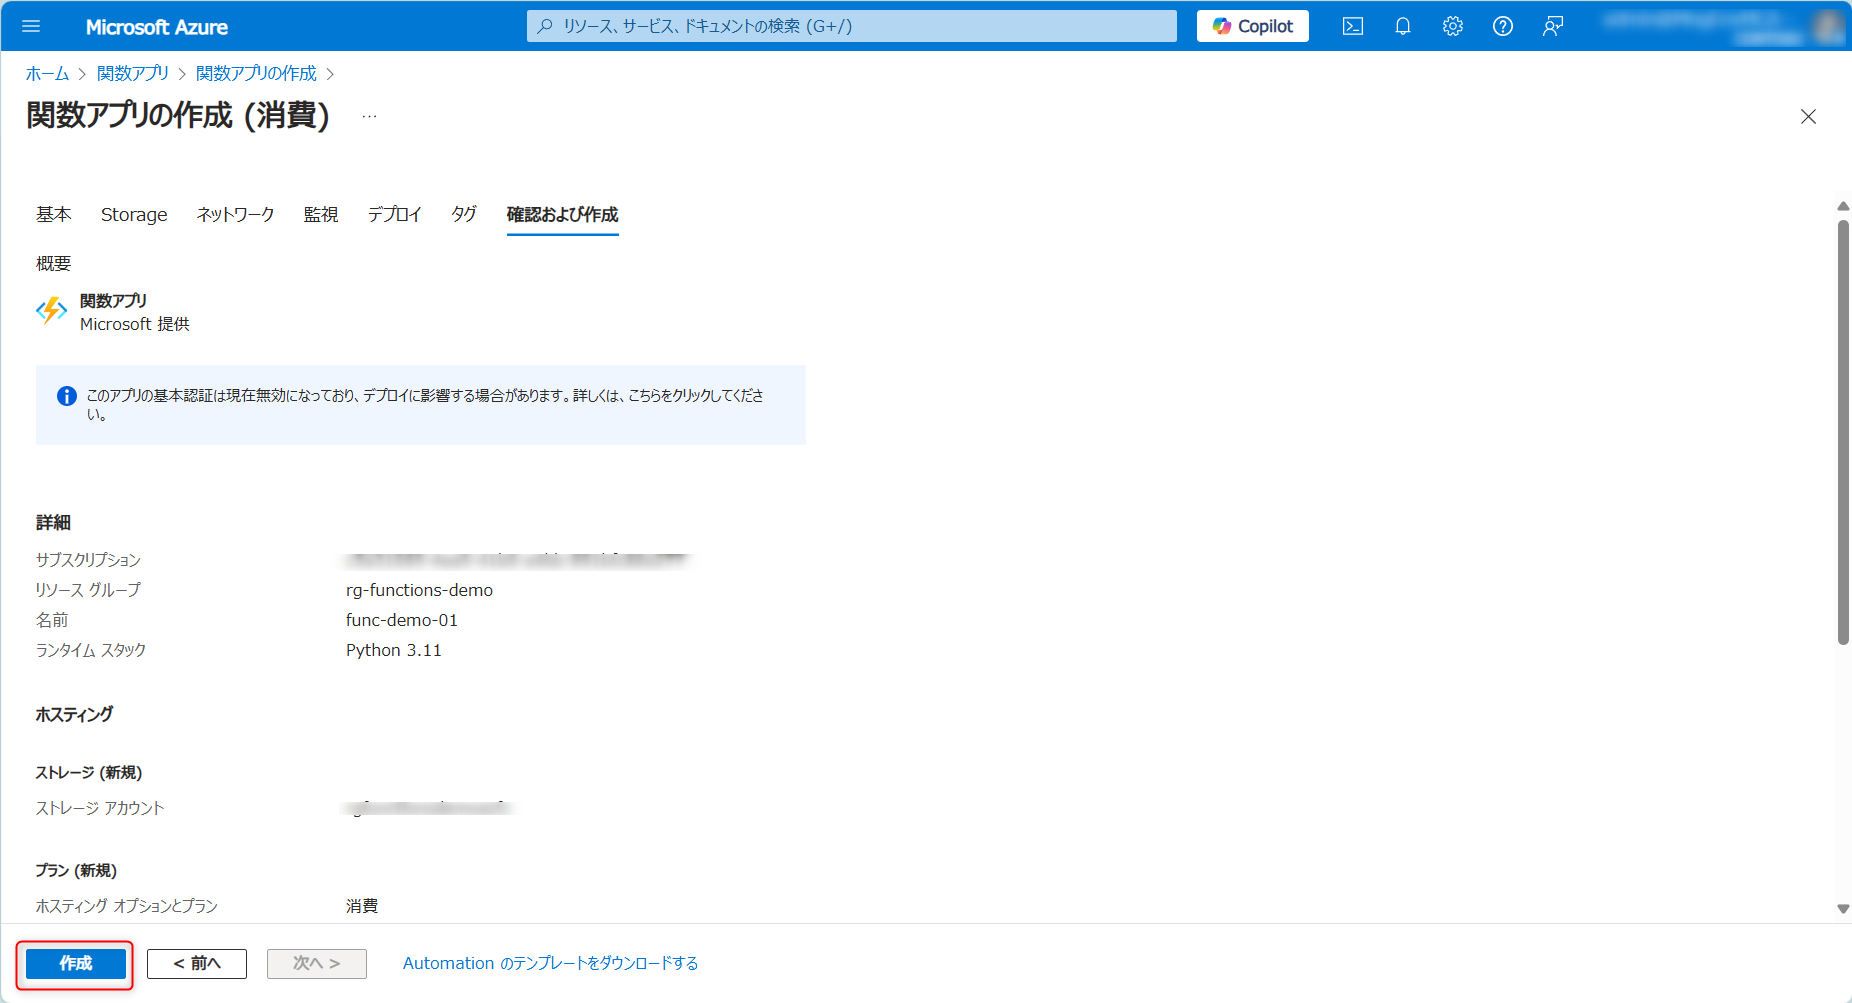 Microsoft Azure
リソース、サービス、ドキュメントの検索 (G+/)
Copilot
ホーム > 関数アプリ > 関数アプリの作成 >
関数アプリの作成 (消費) …
基本 Storage ネットワーク 監視 デプロイ タグ 確認および作成
概要
関数アプリ
Microsoft 提供
このアプリの基本認証は現在無効になっており、デプロイに影響する場合があります。詳しくは、こちらをクリックしてくださ
い。
詳細
サブスクリプション
リソース グループ rg-functions-demo
名前 func-demo-01
ランタイム スタック Python 3.11
ホスティング
ストレージ (新規)
ストレージ アカウント
プラン (新規)
ホスティング オプションとプラン 消費
作成 < 前へ 次へ > Automation のテンプレートをダウンロードする